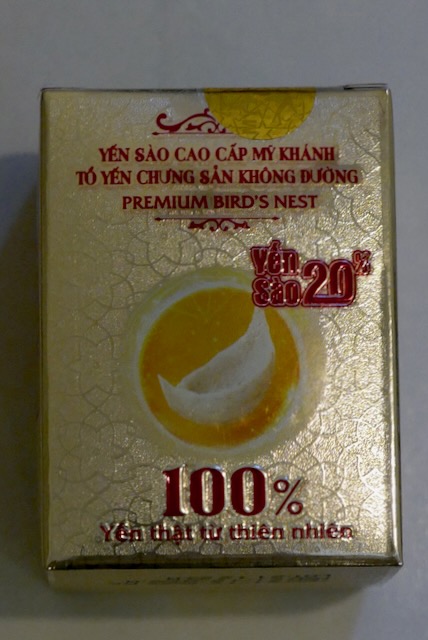 YẾN SÀO CAO CẤP MỸ KHÁNH
TỔ YẾN CHƯNG SẴN KHÔNG ĐƯỜNG
PREMIUM BIRD'S NEST
Yến
Sào 20%
100%
Yến thật từ thiên nhiên